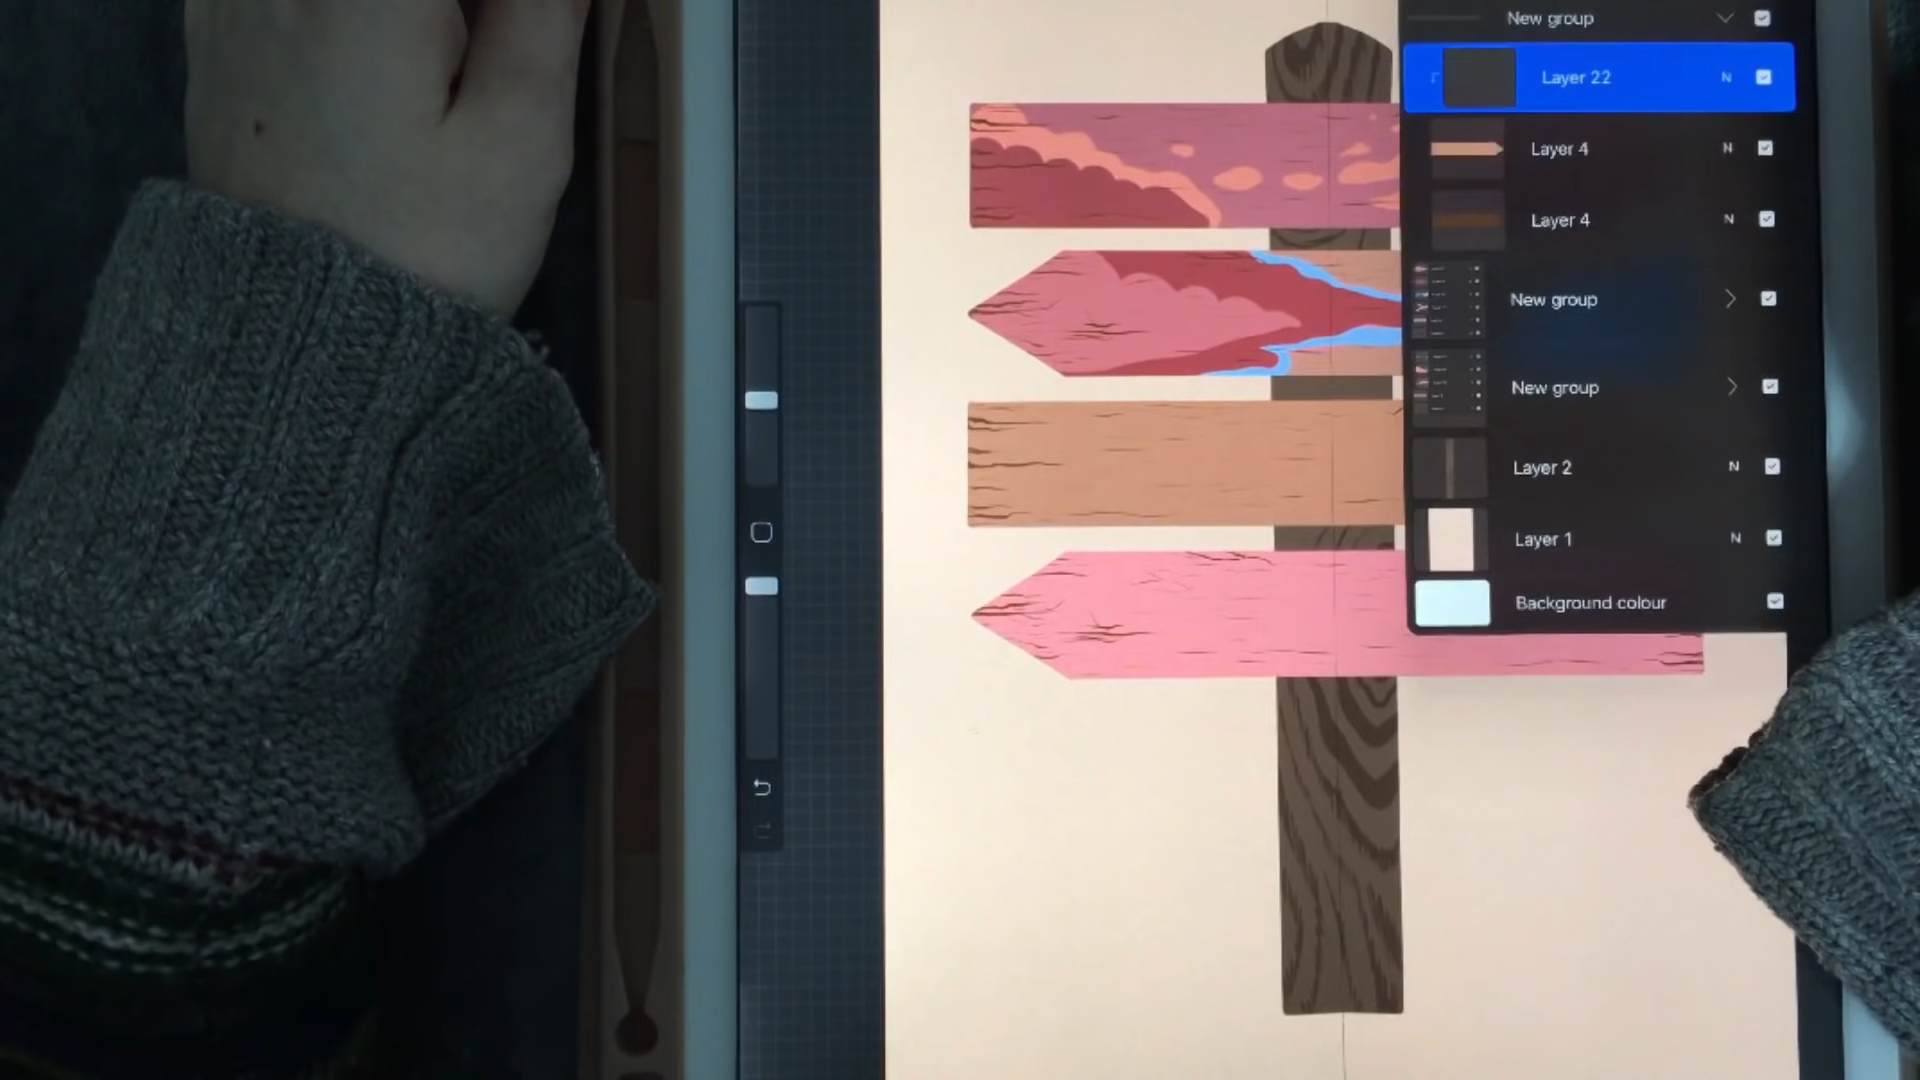 New group
Layer 22 N
Layer 4 N
Layer 4 N
New group
New group
Layer 2 N
Layer 1 N
Background colour